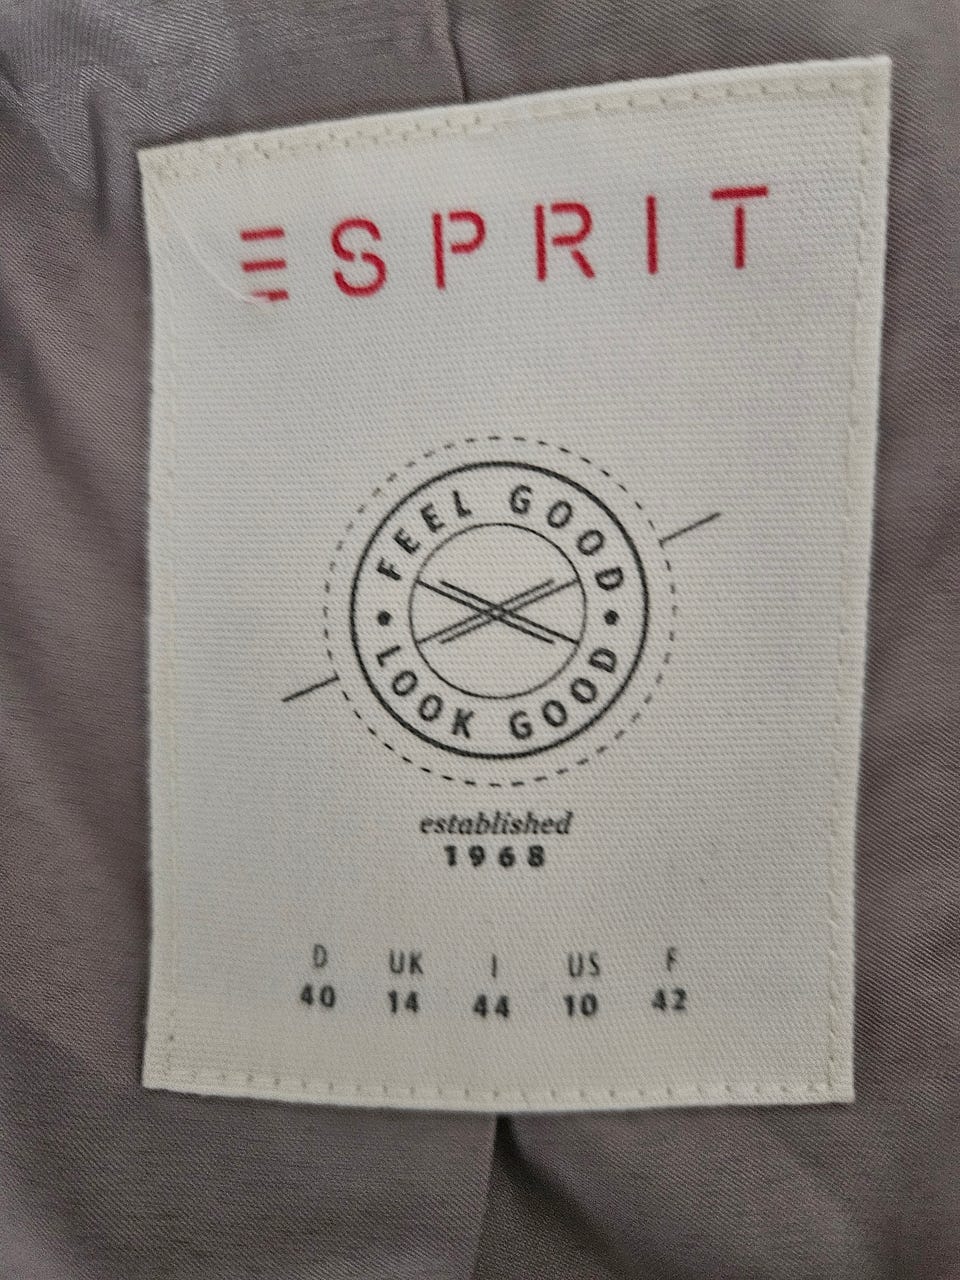 ESPRIT
FEEL GOOD
LOOK GOOD
established
1968
D UK I US F
40 14 44 10 42